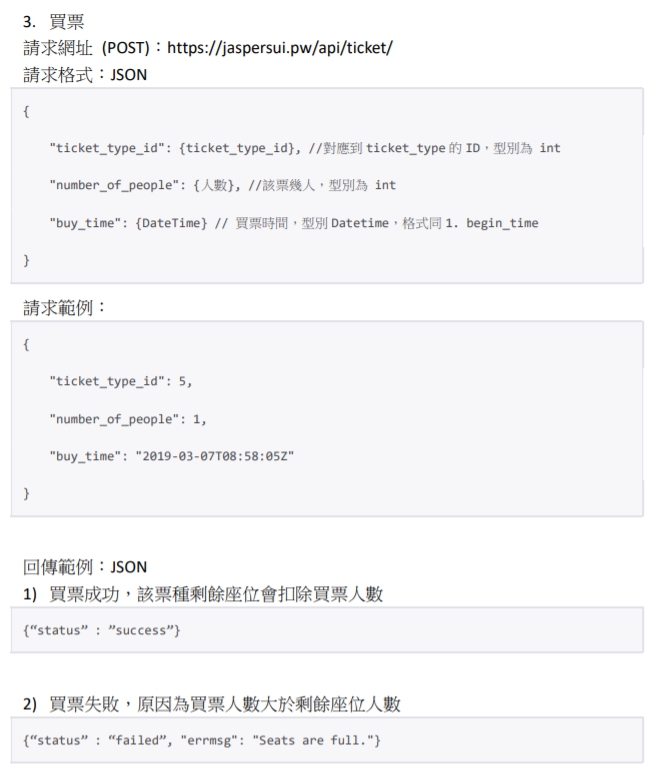 3. 買票
請求網址 (POST)：https://jaspersui.pw/api/ticket/
請求格式：JSON
{
"ticket_type_id": {ticket_type_id}, //對應到 ticket_type 的 ID，型別為 int
"number_of_people": {人數}, //該票幾人，型別為 int
"buy_time": {DateTime} // 買票時間，型別 Datetime，格式同 1. begin_time
}
請求範例：
{
"ticket_type_id": 5,
"number_of_people": 1,
"buy_time": "2019-03-07T08:58:05Z"
}
回傳範例：JSON
1) 買票成功，該票種剩餘座位會扣除買票人數
{“status” : ”success”}
2) 買票失敗，原因為買票人數大於剩餘座位人數
{“status” : “failed”, "errmsg": "Seats are full."}